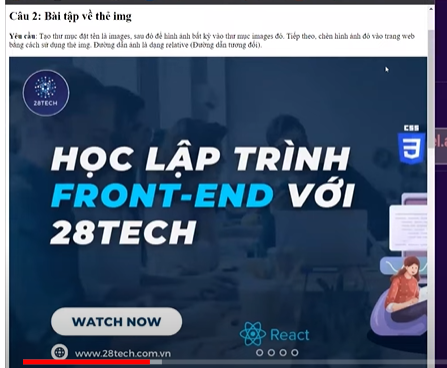 Câu 2: Bài tập về thẻ img
Yêu cầu: Tạo thư mục đặt tên là images, sau đó để hình ảnh bất kỳ vào thư mục images đó. Tiếp theo, chèn hình ảnh đó vào trang web
bằng cách sử dụng thẻ img. Đường dẫn ảnh là dạng relative (Đường dẫn tương đối).
28TECH
CSS
3
HỌC LẬP TRÌNH
FRONT-END VỚI
28TECH
WATCH NOW
React
www.28tech.com.vn